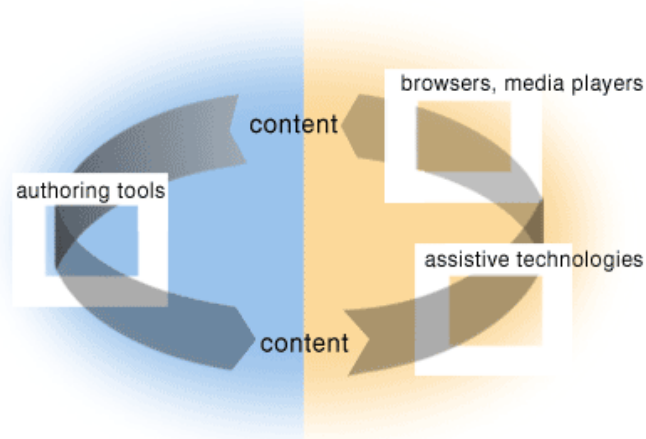 browsers, media players
content
authoring tools
assistive technologies
content